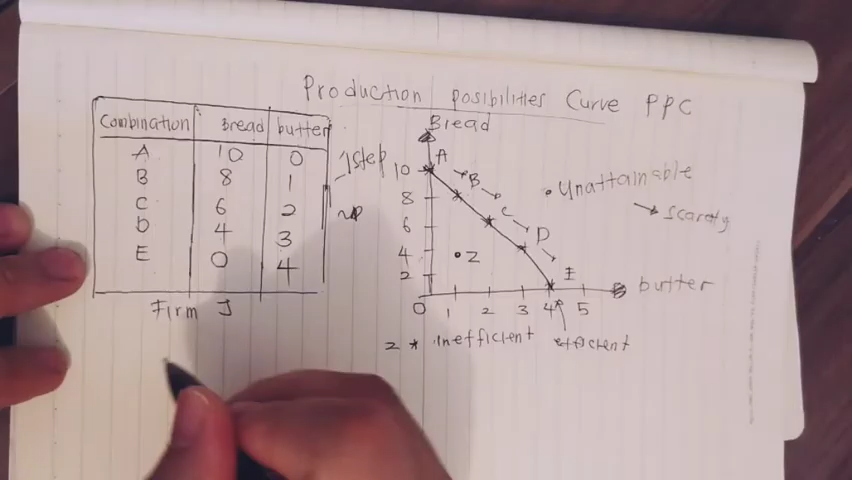 Production posibilities Curve PPC
Combination Bread butter
A 10 0
B 8 1
C 6 2
D 4 3
E 0 4
Firm J
1step
Bread
10
8
6
4
2
0 1 2 3 4 5
butter
A
B
C
D
E
Z
Unattainable
Scarcity
Z * inefficient efficient